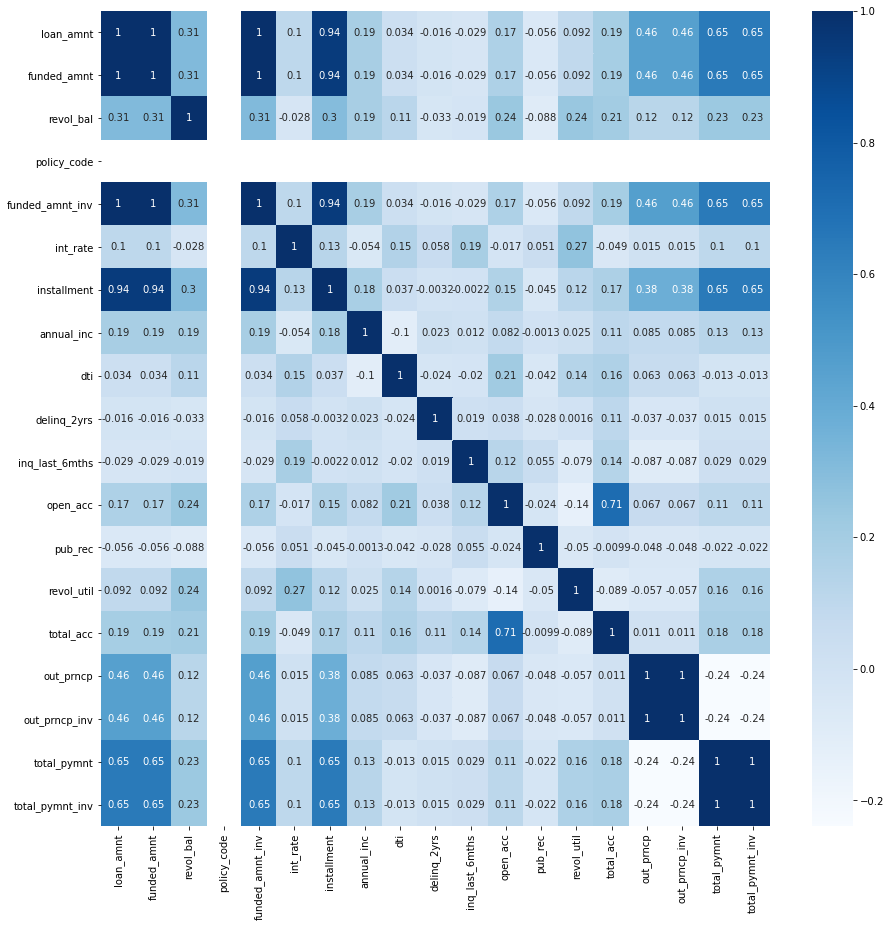 loan_amnt 1 1 0.31 1 0.1 0.94 0.19 0.034 -0.016 -0.029 0.17 -0.056 0.092 0.19 0.46 0.46 0.65 0.65
funded_amnt 1 1 0.31 1 0.1 0.94 0.19 0.034 -0.016 -0.029 0.17 -0.056 0.092 0.19 0.46 0.46 0.65 0.65
revol_bal 0.31 0.31 1 0.31 -0.028 0.3 0.19 0.11 -0.033 -0.019 0.24 -0.088 0.24 0.21 0.12 0.12 0.23 0.23
policy_code
funded_amnt_inv 1 1 0.31 1 0.1 0.94 0.19 0.034 -0.016 -0.029 0.17 -0.056 0.092 0.19 0.46 0.46 0.65 0.65
int_rate 0.1 0.1 -0.028 0.1 1 0.13 -0.054 0.15 0.058 0.19 -0.017 0.051 0.27 -0.049 0.015 0.015 0.1 0.1
installment 0.94 0.94 0.3 0.94 0.13 1 0.18 0.037 -0.0032 -0.0022 0.15 -0.045 0.12 0.17 0.38 0.38 0.65 0.65
annual_inc 0.19 0.19 0.19 0.19 -0.054 0.18 1 -0.1 0.023 0.012 0.082 -0.0013 0.025 0.11 0.085 0.085 0.13 0.13
dti 0.034 0.034 0.11 0.034 0.15 0.037 -0.1 1 -0.024 -0.02 0.21 -0.042 0.14 0.16 0.063 0.063 -0.013 -0.013
delinq_2yrs -0.016 -0.016 -0.033 -0.016 0.058 -0.0032 0.023 -0.024 1 0.019 0.038 -0.028 0.0016 0.11 -0.037 -0.037 0.015 0.015
inq_last_6mths -0.029 -0.029 -0.019 -0.029 0.19 -0.0022 0.012 -0.02 0.019 1 0.12 0.055 -0.079 0.14 -0.087 -0.087 0.029 0.029
open_acc 0.17 0.17 0.24 0.17 -0.017 0.15 0.082 0.21 0.038 0.12 1 -0.024 -0.14 0.71 0.067 0.067 0.11 0.11
pub_rec -0.056 -0.056 -0.088 -0.056 0.051 -0.045 -0.0013 -0.042 -0.028 0.055 -0.024 1 -0.05 -0.0099 -0.048 -0.048 -0.022 -0.022
revol_util 0.092 0.092 0.24 0.092 0.27 0.12 0.025 0.14 0.0016 -0.079 -0.14 -0.05 1 -0.089 -0.057 -0.057 0.16 0.16
total_acc 0.19 0.19 0.21 0.19 -0.049 0.17 0.11 0.16 0.11 0.14 0.71 -0.0099 -0.089 1 0.011 0.011 0.18 0.18
out_prncp 0.46 0.46 0.12 0.46 0.015 0.38 0.085 0.063 -0.037 -0.087 0.067 -0.048 -0.057 0.011 1 1 -0.24 -0.24
out_prncp_inv 0.46 0.46 0.12 0.46 0.015 0.38 0.085 0.063 -0.037 -0.087 0.067 -0.048 -0.057 0.011 1 1 -0.24 -0.24
total_pymnt 0.65 0.65 0.23 0.65 0.1 0.65 0.13 -0.013 0.015 0.029 0.11 -0.022 0.16 0.18 -0.24 -0.24 1 1
total_pymnt_inv 0.65 0.65 0.23 0.65 0.1 0.65 0.13 -0.013 0.015 0.029 0.11 -0.022 0.16 0.18 -0.24 -0.24 1 1
loan_amnt
funded_amnt
revol_bal
policy_code
funded_amnt_inv
int_rate
installment
annual_inc
dti
delinq_2yrs
inq_last_6mths
open_acc
pub_rec
revol_util
total_acc
out_prncp
out_prncp_inv
total_pymnt
total_pymnt_inv
1.0
0.8
0.6
0.4
0.2
0.0
−0.2